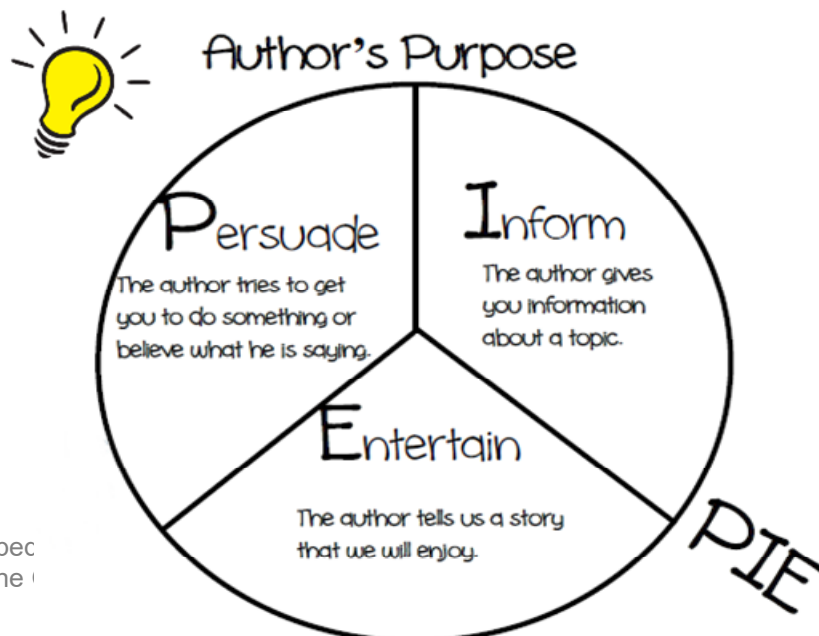 Author's Purpose
Persuade
The author tries to get
you to do something or
believe what he is saying.
Inform
The author gives
you information
about a topic.
Entertain
The author tells us a story
that we will enjoy.
PIE